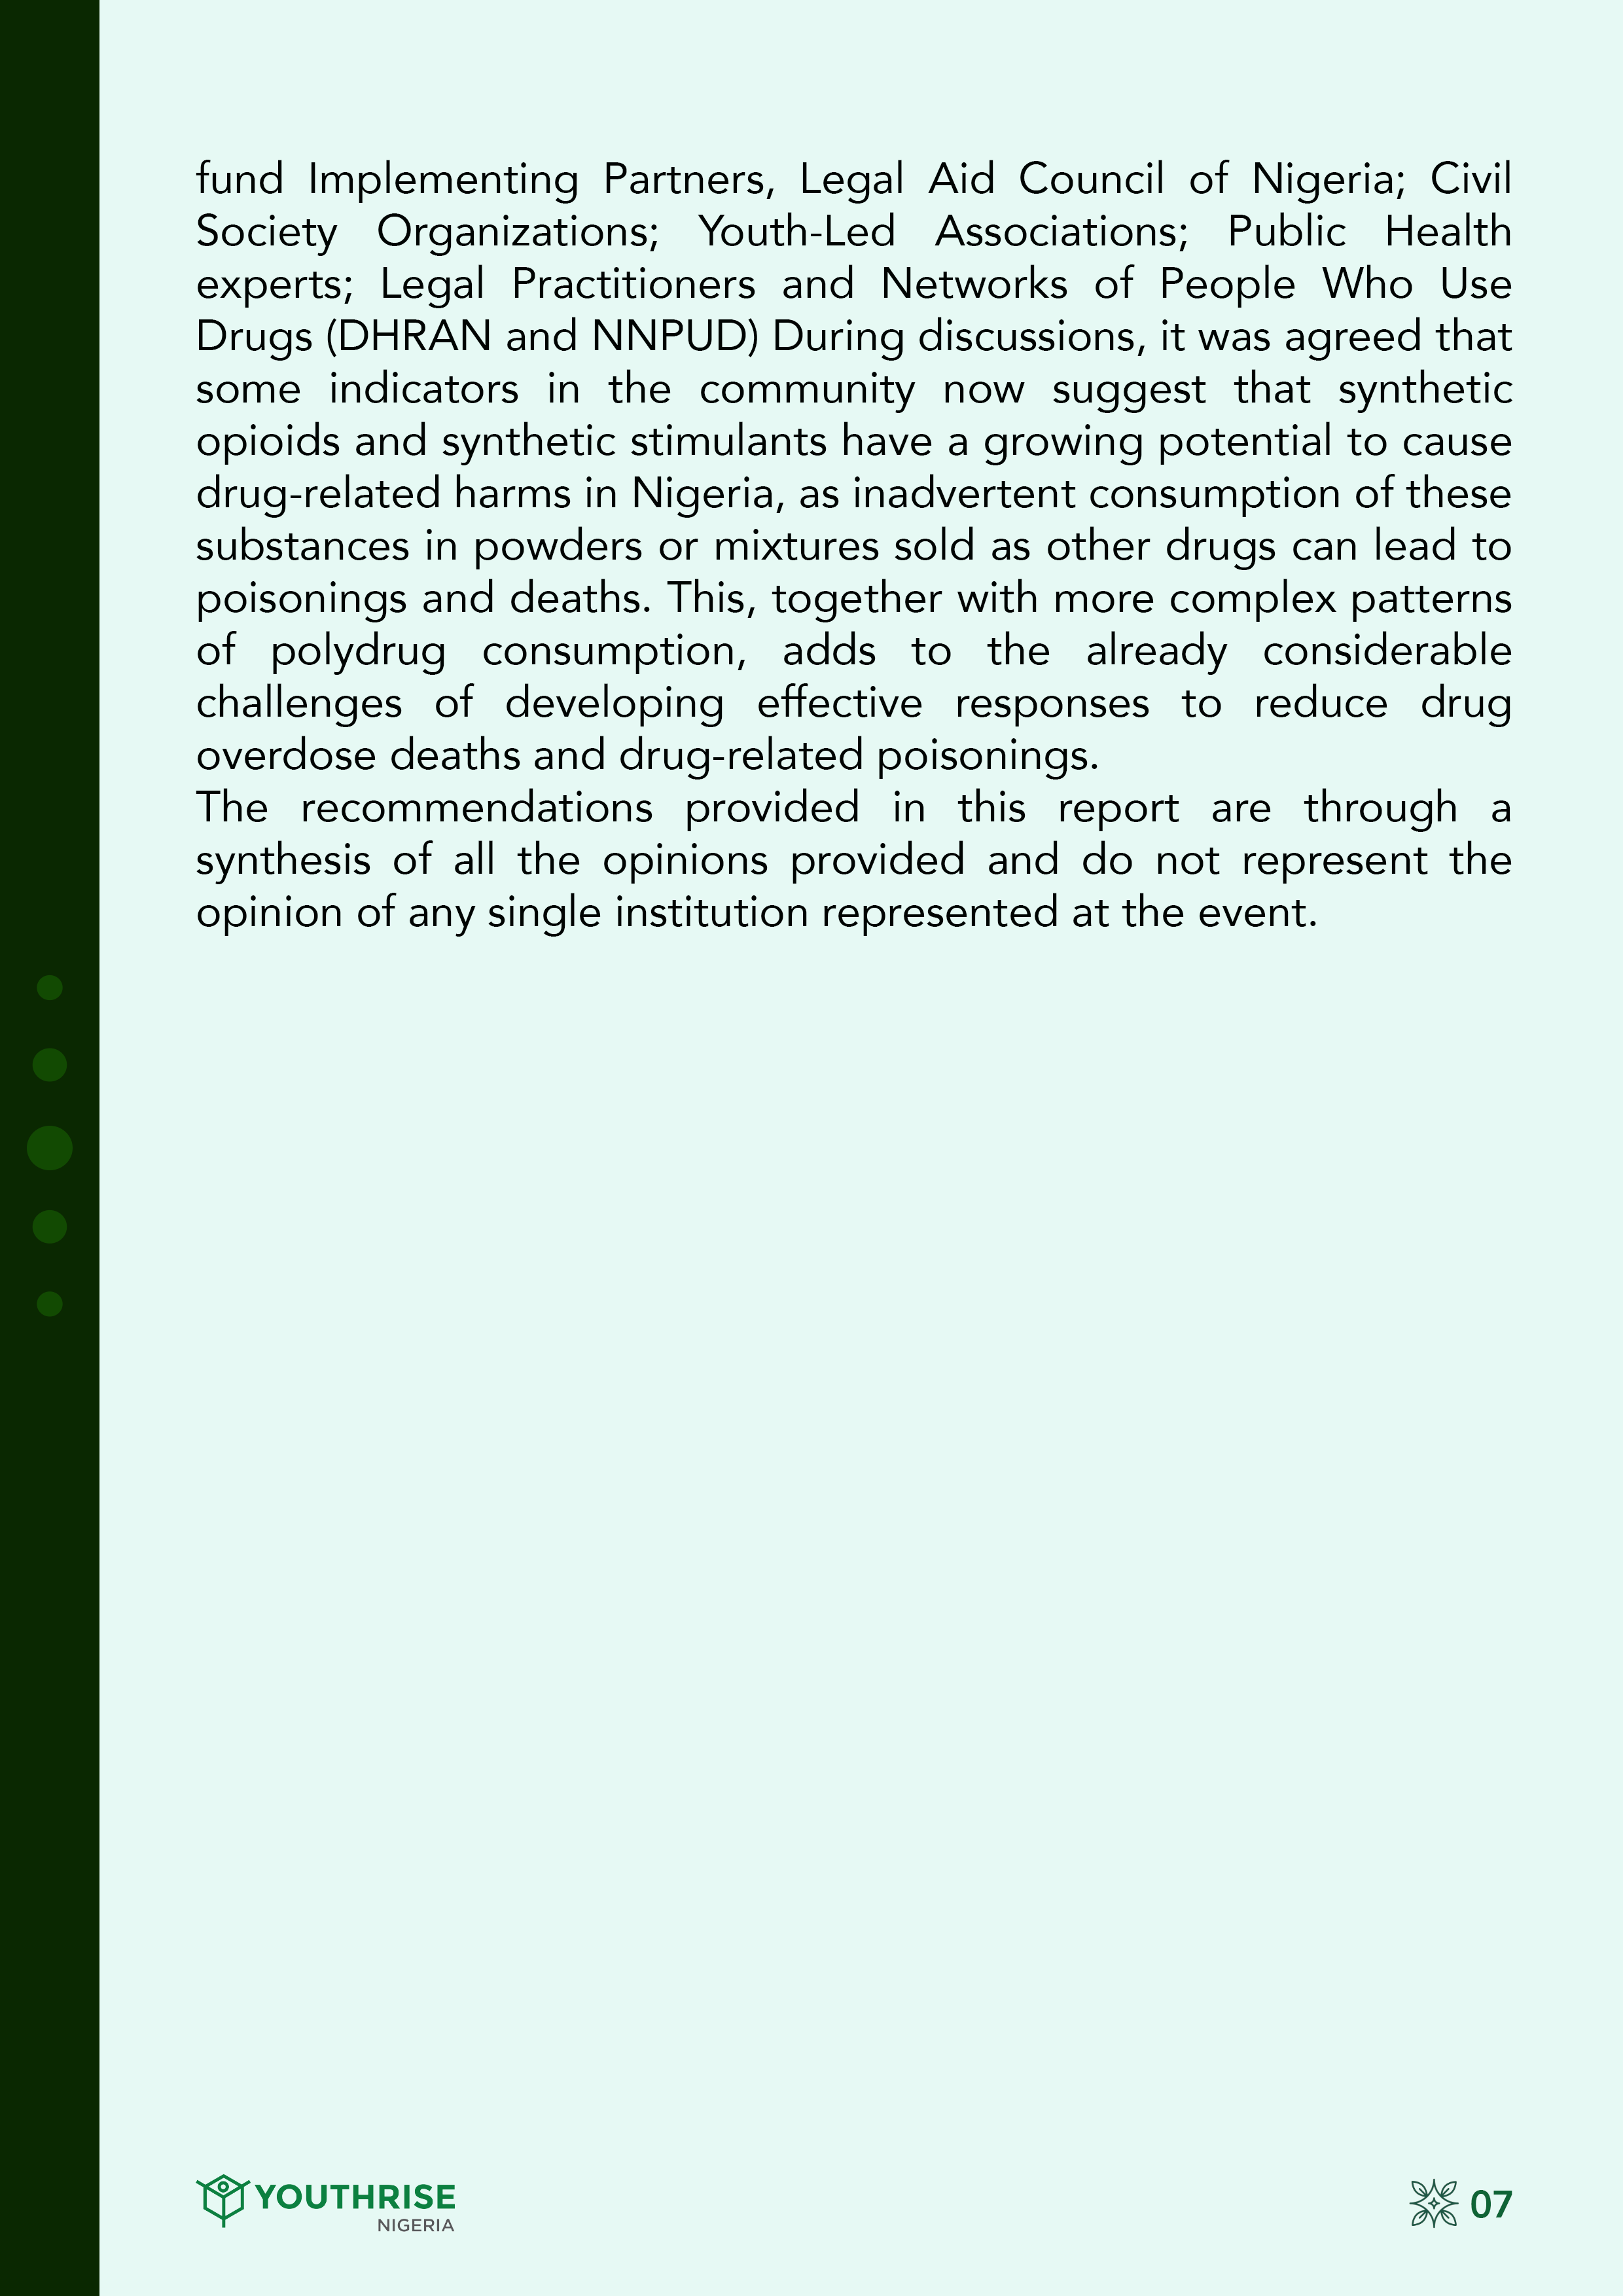 fund Implementing Partners, Legal Aid Council of Nigeria; Civil
Society Organizations; Youth-Led Associations; Public Health
experts; Legal Practitioners and Networks of People Who Use
Drugs (DHRAN and NNPUD) During discussions, it was agreed that
some indicators in the community now suggest that synthetic
opioids and synthetic stimulants have a growing potential to cause
drug-related harms in Nigeria, as inadvertent consumption of these
substances in powders or mixtures sold as other drugs can lead to
poisonings and deaths. This, together with more complex patterns
of polydrug consumption, adds to the already considerable
challenges of developing effective responses to reduce drug
overdose deaths and drug-related poisonings.
The recommendations provided in this report are through a
synthesis of all the opinions provided and do not represent the
opinion of any single institution represented at the event.
YOUTHRISE
NIGERIA
07